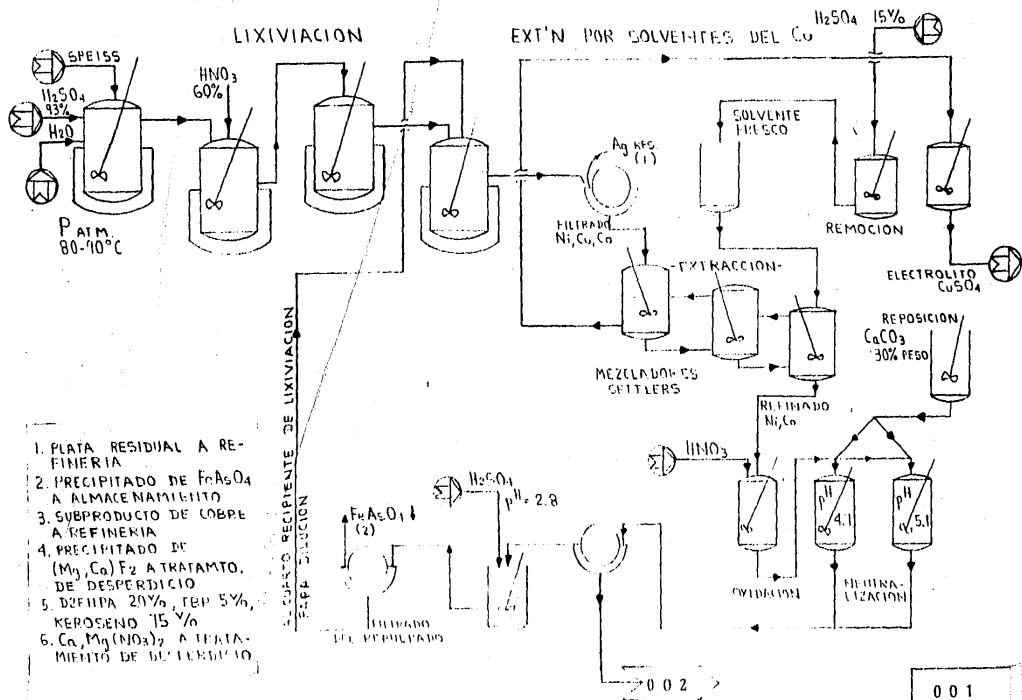 LIXIVIACION
EXT'N POR SOLVENTES DEL Cu
H₂SO₄ 15%
SPEISS
H₂SO₄
93%
H₂O
HNO₃
60%
P ATM.
80-90°C
Ag RES.
(1)
FILTRADO
Ni,Cu,Co
SOLVENTE
FRESCO
REMOCION
ELECTROLITO
CuSO₄
-EXTRACCION-
MEZCLADORES
SETTLERS
REFINADO
Ni,Co
REPOSICION
CaCO₃
30% PESO
HNO₃
OXIDACION
pH
4.1
pH
5.1
NEUTRA-
LIZACIÓN
H₂SO₄
pH = 2.8
FeAsO₄ ↓
(2)
FILTRADO
DEL REPULPADO
AL CUARTO RECIPIENTE DE LIXIVIACION
PARA DILUCION
1. PLATA RESIDUAL A RE-
FINERIA
2. PRECIPITADO DE FeAsO₄
A ALMACENAMIENTO
3. SUBPRODUCTO DE COBRE
A REFINERIA
4. PRECIPITADO DE
(Mg,Ca)F₂ A TRATAMTO.
DE DESPERDICIO
5. D2EHPA 20%, TBP 5%,
KEROSENO 75%
6. Ca,Mg(NO₃)₂ A TRATA-
MIENTO DE DESPERDICIO
002
001